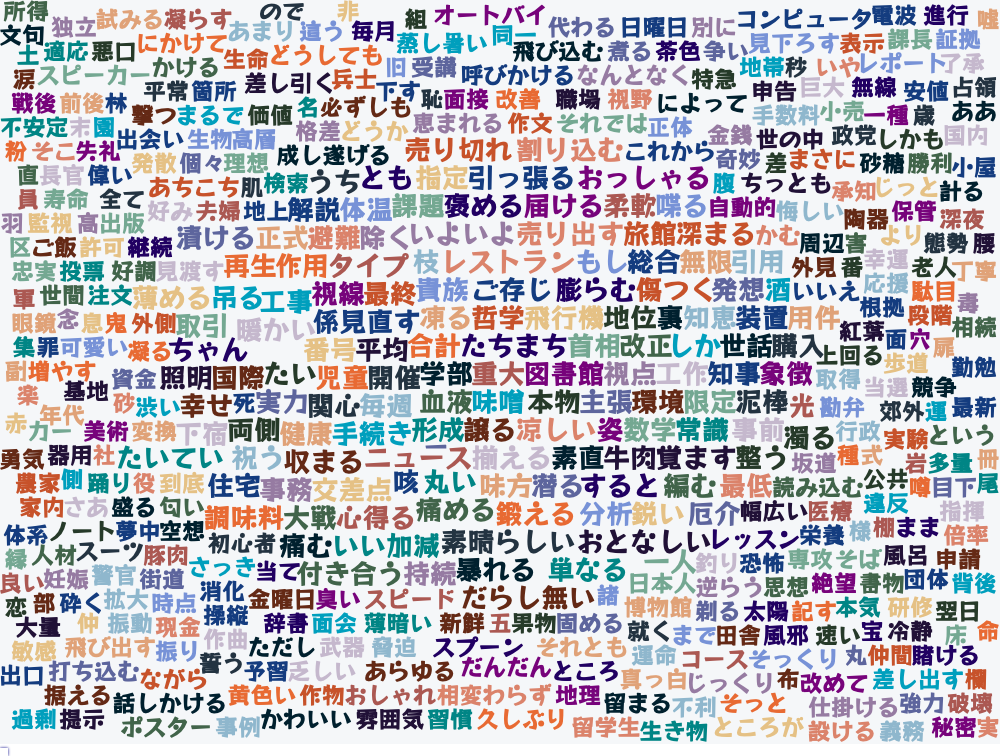 所得 独立 試みる 凝らす ので 非 組 オートバイ 代わる 日曜日 別に コンピュータ 電波 進行 嘘
文句 にかけて あまり 違う 毎月 蒸し暑い 同一 飛び込む 煮る 茶色 争い 見下ろす 表示 課長 証拠
土 適応 悪口 生命 どうしても 旧 受講 呼びかける なんとなく 特急 地帯 秒 いや レポート 了承
涙 スピーカー かける 差し引く 兵士 下す 恥 面接 改善 職場 視野 によって 申告 巨大 無線 安値 占領
戦後 前後 林 平常 箇所 撃つ まるで 価値 名 必ずしも 恵まれる 作文 それでは 正体 手数料 小売 一種 歳 ああ
不安定 末 園 出会い 生物 高層 格差 どうか 金銭 世の中 政党 しかも 国内
粉 そこ 失礼 発散 個々 理想 成し遂げる 売り切れ 割り込む これから 奇妙 差 まさに 砂糖 勝利 小屋
直 長官 偉い あちこち 肌 検索 うち とも 指定 引っ張る おっしゃる 腹 ちっとも 承知 じっと 計る
員 寿命 全て 好み 夫婦 地上 解説 体温 課題 褒める 届ける 柔軟 喋る 自動的 悔しい 陶器 保管 深夜
羽 監視 高 出版 漬ける 正式 避難 除く いよいよ 売り出す 旅館 深まる かむ 周辺 害 より 態勢 腰
区 ご飯 許可 継続 再生 作用 タイプ 枝 レストラン もし 総合 無限 引用 外見 番 幸運 老人 丁寧
忠実 投票 好調 見渡す 視線 最終 貴族 ご存じ 膨らむ 傷つく 発想 酒 いいえ 応援 駄目 毒
軍 世間 注文 薄める 吊る 工事 係 見直す 凍る 哲学 飛行機 地位 裏 知恵 装置 用件 根拠 段階 相続
眼鏡 念 息 鬼 外側 取引 暖かい 番号 平均 合計 たちまち 首相 改正 しか 世話 購入 紅葉 面 穴 扉
集 罪 可愛い 凝る ちゃん 上回る 歩道 勤勉
副 増やす 資金 照明 国際 たい 児童 開催 学部 重大 図書館 視点 工作 知事 象徴 取得 当選 競争
楽 基地 砂 渋い 幸せ 死 実力 関心 毎週 血液 味噌 本物 主張 環境 限定 泥棒 光 勘弁 郊外 運 最新
赤 年代 カー 美術 変換 下宿 両側 健康 手続き 形成 譲る 涼しい 姿 数学 常識 事前 濁る 行政 実験 という
勇気 器用 社 たいてい 祝う 収まる ニュース 揃える 素直 牛肉 覚ます 整う 坂道 種 式 岩 多量 冊
農家 側 踊り 役 到底 住宅 事務 交差点 咳 丸い 味方 潜る すると 編む 最低 読み込む 公共 噂 目下 尾
家内 さあ 盛る 匂い 調味料 大戦 心得る 痛める 鍛える 分析 鋭い 厄介 幅広い 医療 違反 指揮
体系 ノート 夢中 空想 初心者 痛む いい加減 素晴らしい おとなしい レッスン 栄養 様 棚 まま 倍率
縁 人材 スーツ 豚肉 さっき 当て 付き合う 持続 暴れる 単なる 一人 釣り 恐怖 専攻 そば 風呂 申請
良い 妊娠 警官 街道 消化 日本人 逆らう 思想 絶望 書物 団体 背後
恋 部 砕く 拡大 時点 操縦 金曜日 臭い スピード だらし無い 諸 博物館 剃る 太陽 記す 本気 研修 翌日
大量 仲 振動 現金 辞書 面会 薄暗い 新鮮 五 果物 固める 就く まで 田舎 風邪 速い 宝 冷静 床 命
敏感 飛び出す 振り 作曲 ただし 武器 脅迫 スプーン それとも 運命 コース そっくり 丸 仲間 賭ける
出口 打ち込む ながら 誓う 予習 乏しい あらゆる だんだん ところ 真っ白 じっくり 布 改めて 差し出す 欄
据える 話しかける 黄色い 作物 おしゃれ 相変わらず 地理 留まる 不利 そっと 仕掛ける 強力 破壊
過剰 提示 ポスター 事例 かわいい 雰囲気 習慣 久しぶり 留学生 生き物 ところが 設ける 義務 秘密 実